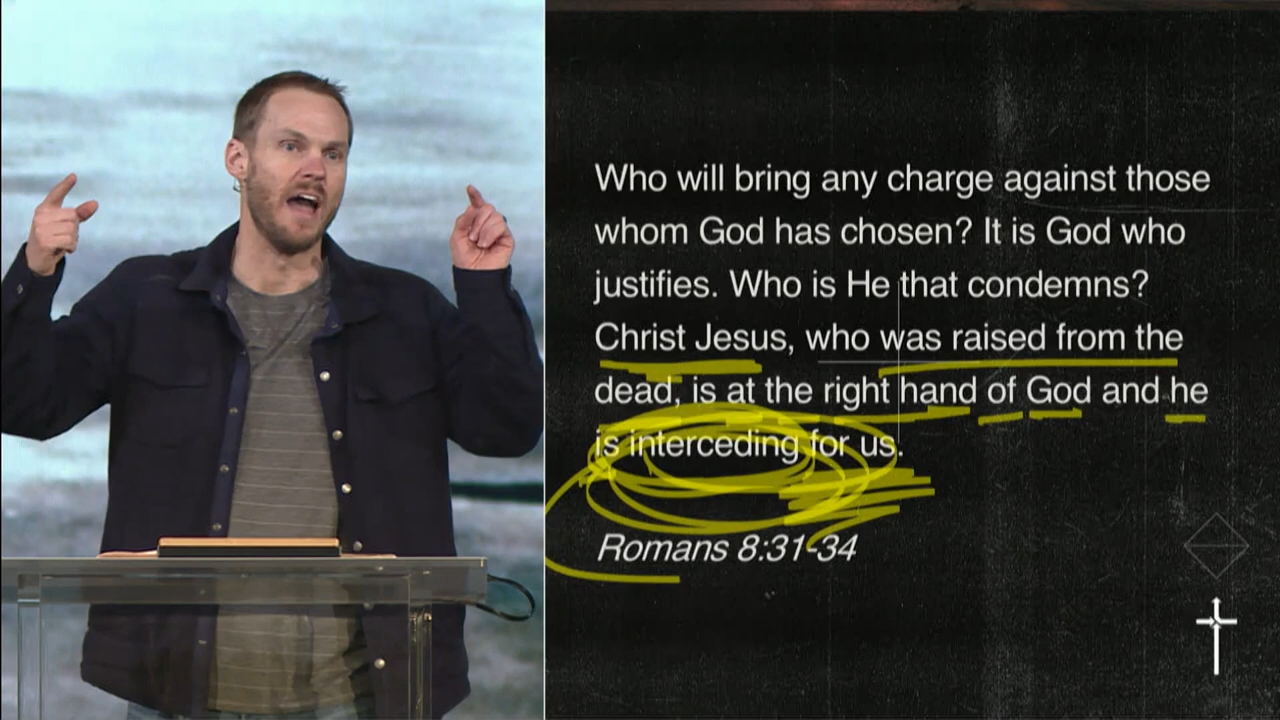 Who will bring any charge against those
whom God has chosen? It is God who
justifies. Who is He that condemns?
Christ Jesus, who was raised from the
dead, is at the right hand of God and he
is interceding for us.
Romans 8:31-34